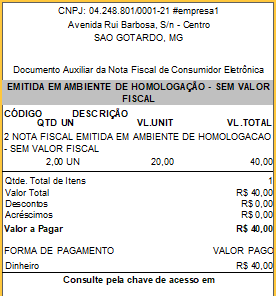 CNPJ: 04.248.801/0001-21 #empresa1
Avenida Rui Barbosa, S/n - Centro
SAO GOTARDO, MG
Documento Auxiliar da Nota Fiscal de Consumidor Eletrônica
EMITIDA EM AMBIENTE DE HOMOLOGAÇÃO - SEM VALOR
FISCAL
CÓDIGO DESCRIÇÃO
QTD UN VL.UNIT VL.TOTAL
2 NOTA FISCAL EMITIDA EM AMBIENTE DE HOMOLOGACAO
- SEM VALOR FISCAL
2,00 UN 20,00 40,00
Qtde. Total de Itens 1
Valor Total R$ 40,00
Descontos R$ 0,00
Acréscimos R$ 0,00
Valor a Pagar R$ 40,00
FORMA DE PAGAMENTO VALOR PAGO
Dinheiro R$ 40,00
Consulte pela chave de acesso em